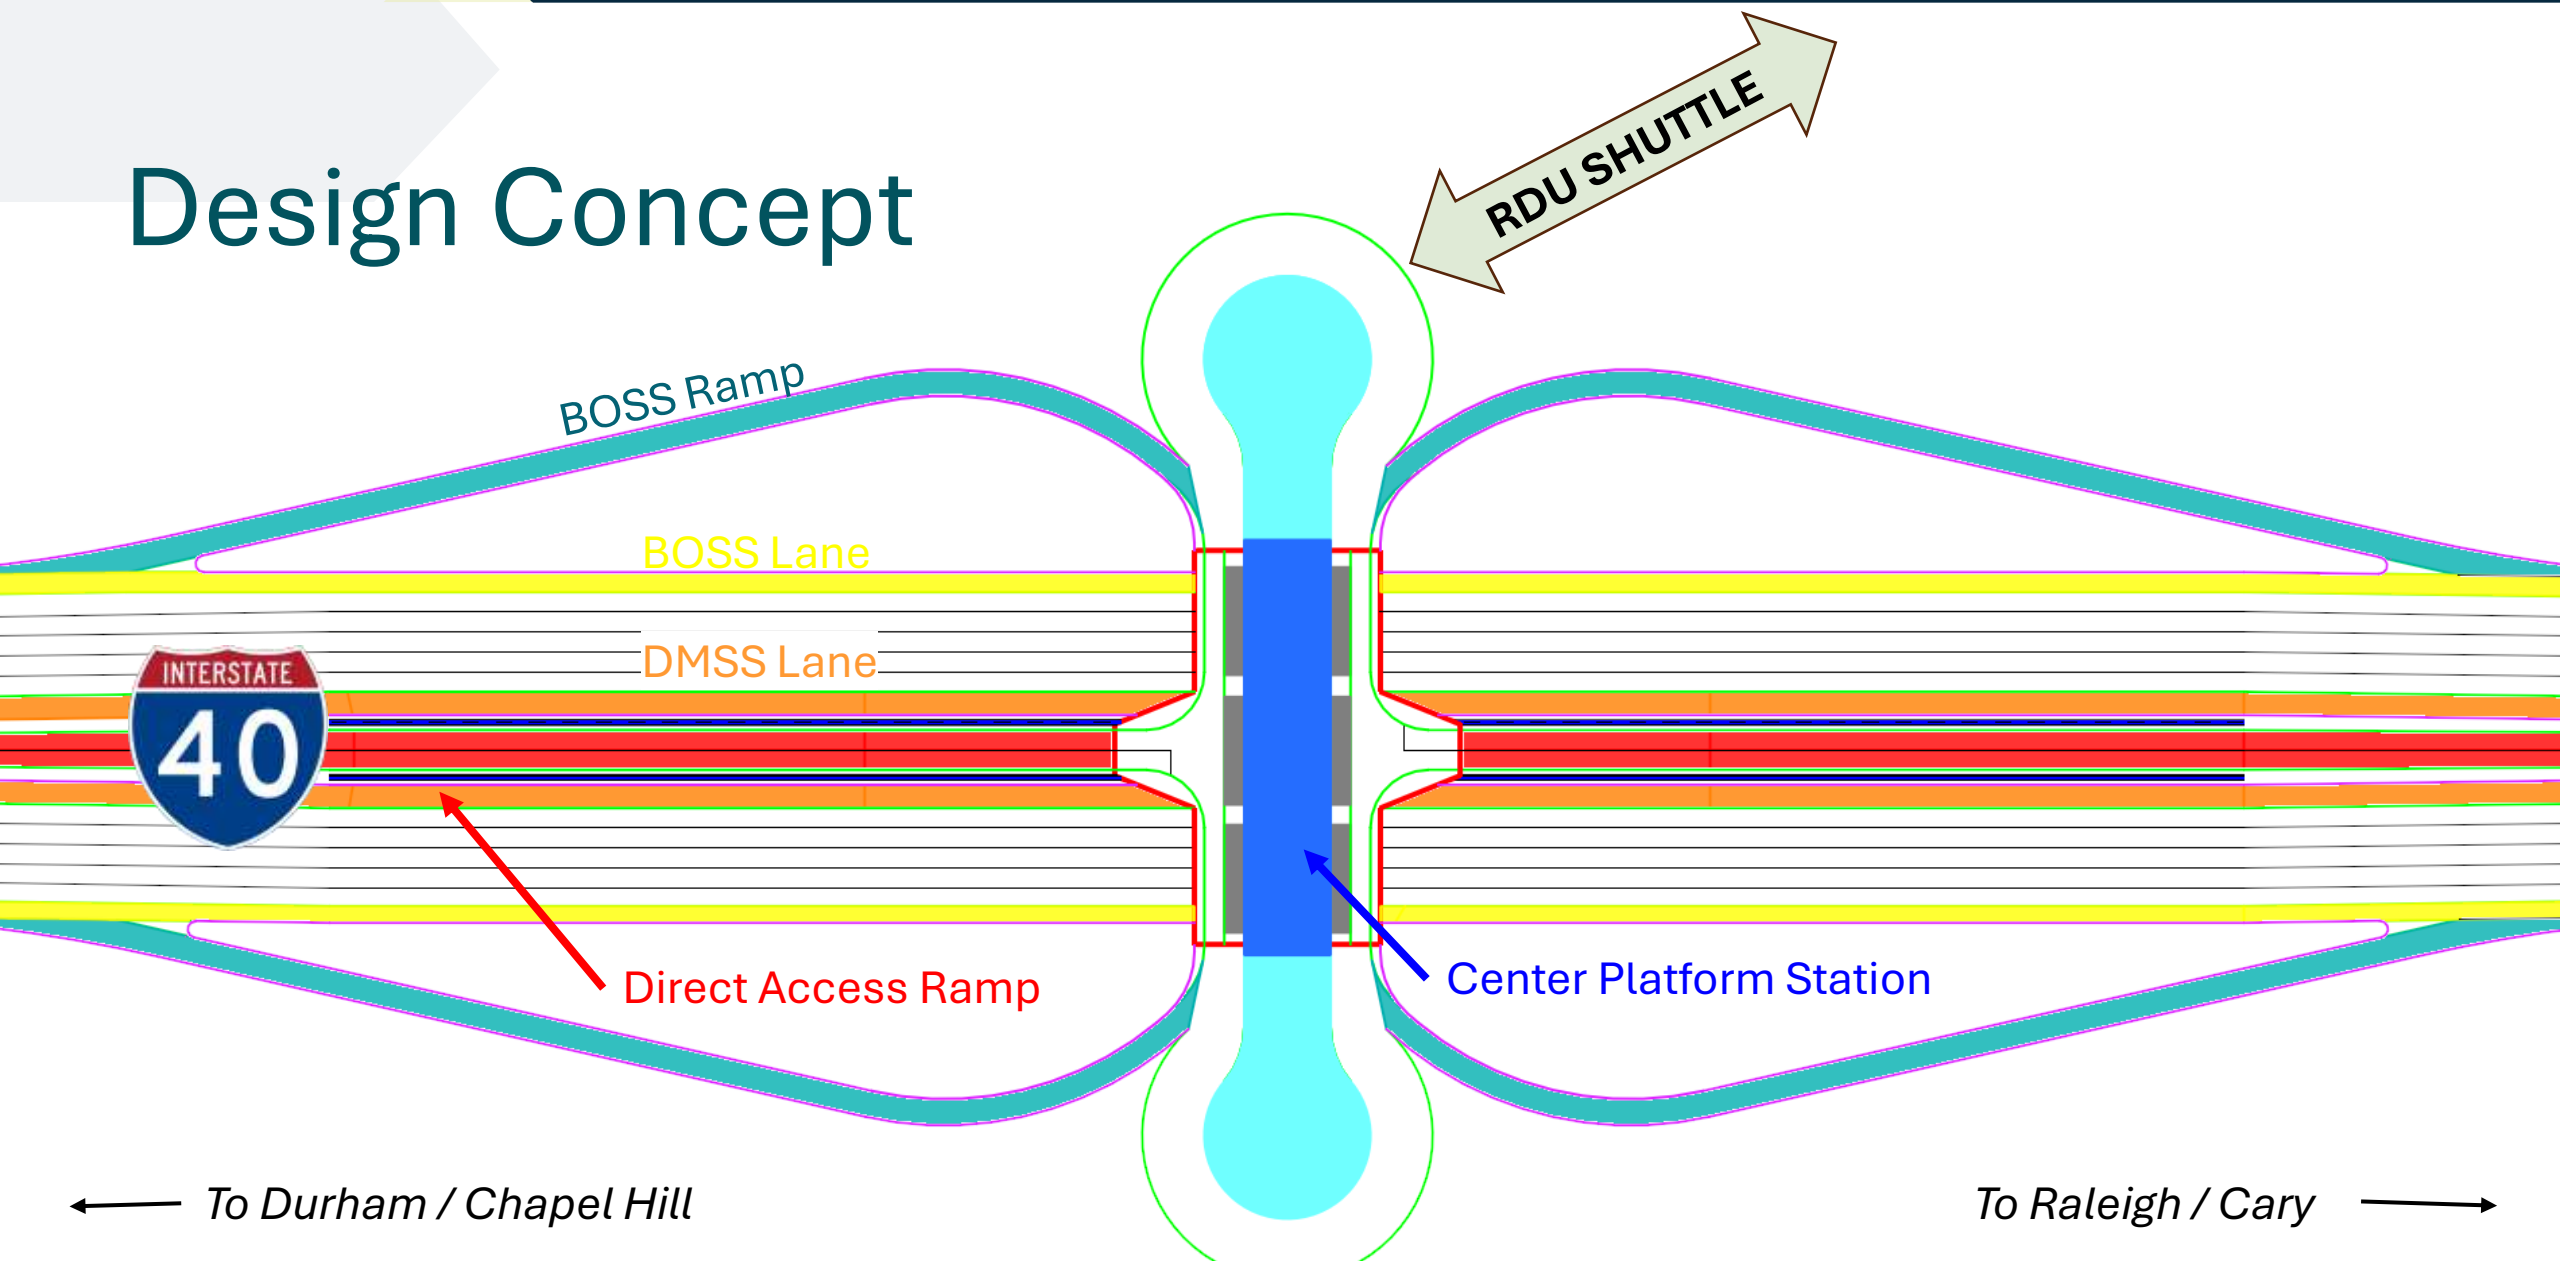 RDU SHUTTLE
Design Concept
BOSS Ramp
BOSS Lane
DMSS Lane
INTERSTATE
40
Direct Access Ramp
Center Platform Station
To Durham / Chapel Hill
To Raleigh / Cary